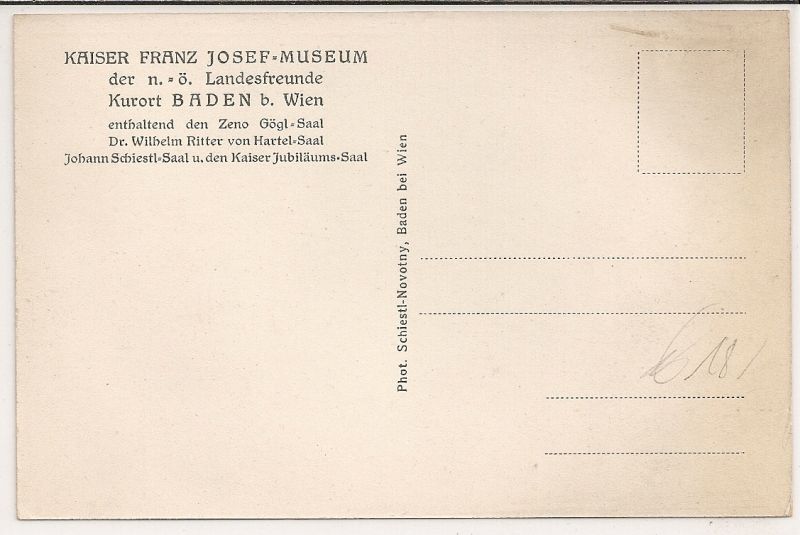 KAISER FRANZ JOSEF-MUSEUM
der n.-ö. Landesfreunde
Kurort BADEN b. Wien
enthaltend den Zeno Gögl-Saal
Dr. Wilhelm Ritter von Hartel-Saal
Johann Schiestl-Saal u. den Kaiser Jubiläums-Saal
Phot. Schiestl-Novotny, Baden bei Wien